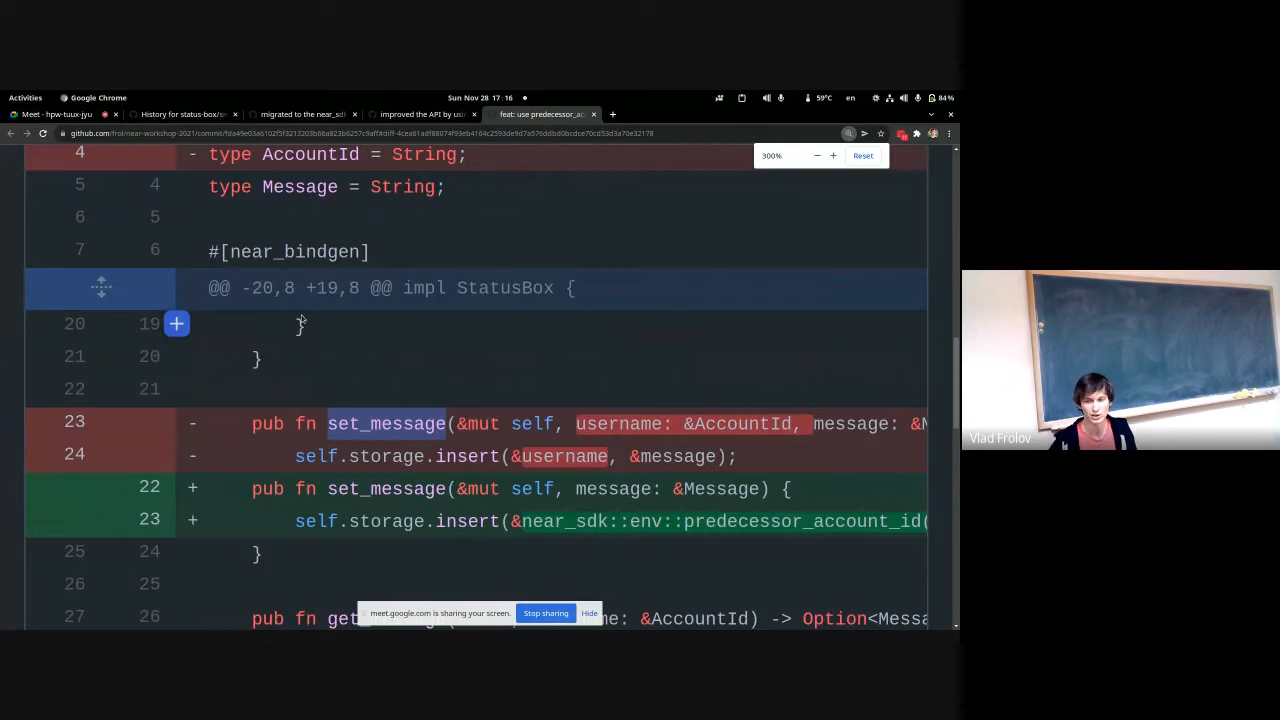 Activities
Google Chrome
Sun Nov 28 17:16
59°C
en
84%
Meet - hpw-tuux-jyu
History for status-box/sr
migrated to the near_sdk
improved the API by usin
feat: use predecessor_ac
300%
Reset
4 - type AccountId = String;
5 4 type Message = String;
6 5
7 6 #[near_bindgen]
@@ -20,8 +19,8 @@ impl StatusBox {
20 19 }
21 20 }
22 21
23 - pub fn set_message(&mut self, username: &AccountId, message: &M
24 - self.storage.insert(&username, &message);
22 + pub fn set_message(&mut self, message: &Message) {
23 + self.storage.insert(&near_sdk::env::predecessor_account_id(
25 24 }
26 25
27 26 pub fn get me: &AccountId) -> Option<Messa
meet.google.com is sharing your screen.
Stop sharing
Hide
Vlad Frolov